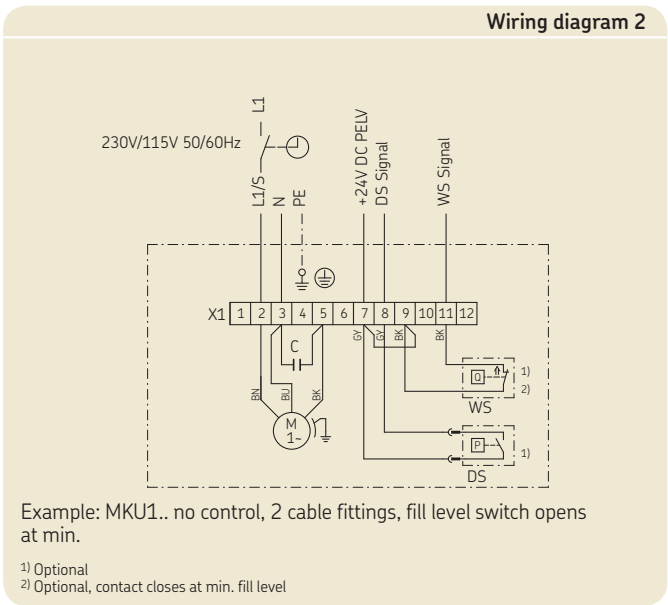 Wiring diagram 2
L1
230V/115V 50/60Hz
L1/S
N
PE
+24V DC PELV
DS Signal
WS Signal
X1 1 2 3 4 5 6 7 8 9 10 11 12
C
GY
GY
BK
BK
BN
BU
BK
M
1~
Q
1)
2)
WS
P
1)
DS
Example: MKU1.. no control, 2 cable fittings, fill level switch opens
at min.
1) Optional
2) Optional, contact closes at min. fill level